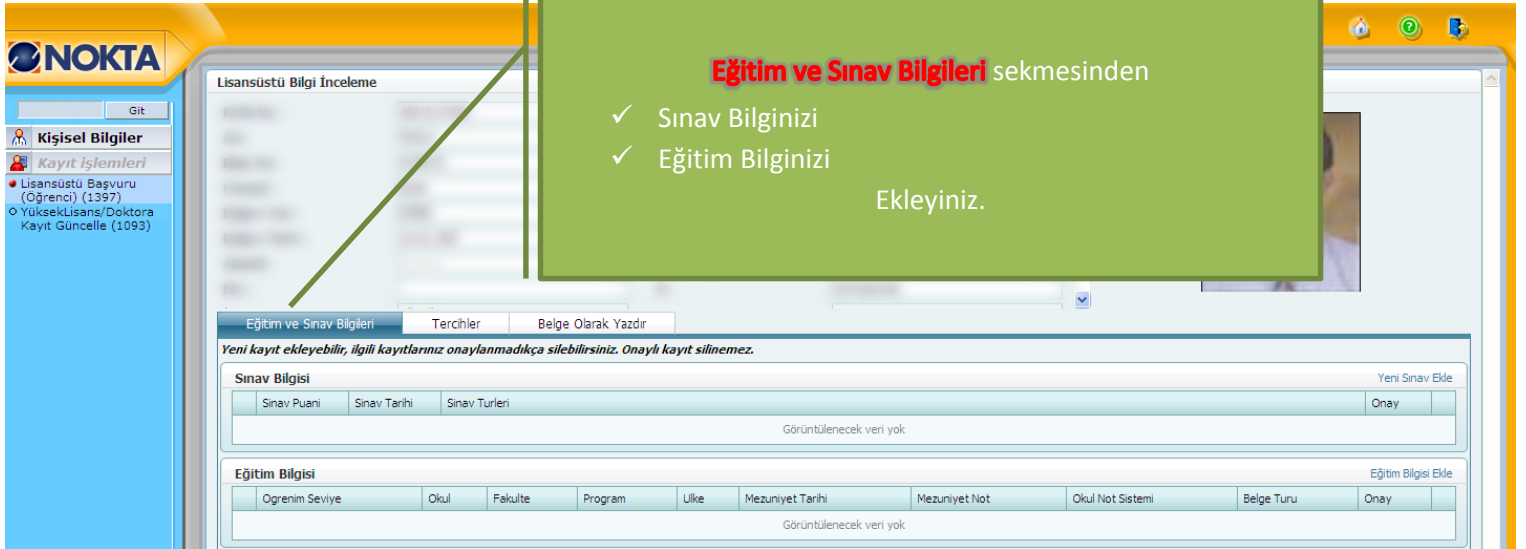 NOKTA
Git
Kişisel Bilgiler
Kayıt işlemleri
Lisansüstü Başvuru
(Öğrenci) (1397)
YüksekLisans/Doktora
Kayıt Güncelle (1093)
Lisansüstü Bilgi İnceleme
Eğitim ve Sınav Bilgileri sekmesinden
✓ Sınav Bilginizi
✓ Eğitim Bilginizi
Ekleyiniz.
Eğitim ve Sınav Bilgileri Tercihler Belge Olarak Yazdır
Yeni kayıt ekleyebilir, ilgili kayıtlarınız onaylanmadıkça silebilirsiniz. Onaylı kayıt silinemez.
Sınav Bilgisi Yeni Sınav Ekle
Sinav Puani Sinav Tarihi Sinav Turleri Onay
Görüntülenecek veri yok
Eğitim Bilgisi Eğitim Bilgisi Ekle
Ogrenim Seviye Okul Fakulte Program Ulke Mezuniyet Tarihi Mezuniyet Not Okul Not Sistemi Belge Turu Onay
Görüntülenecek veri yok